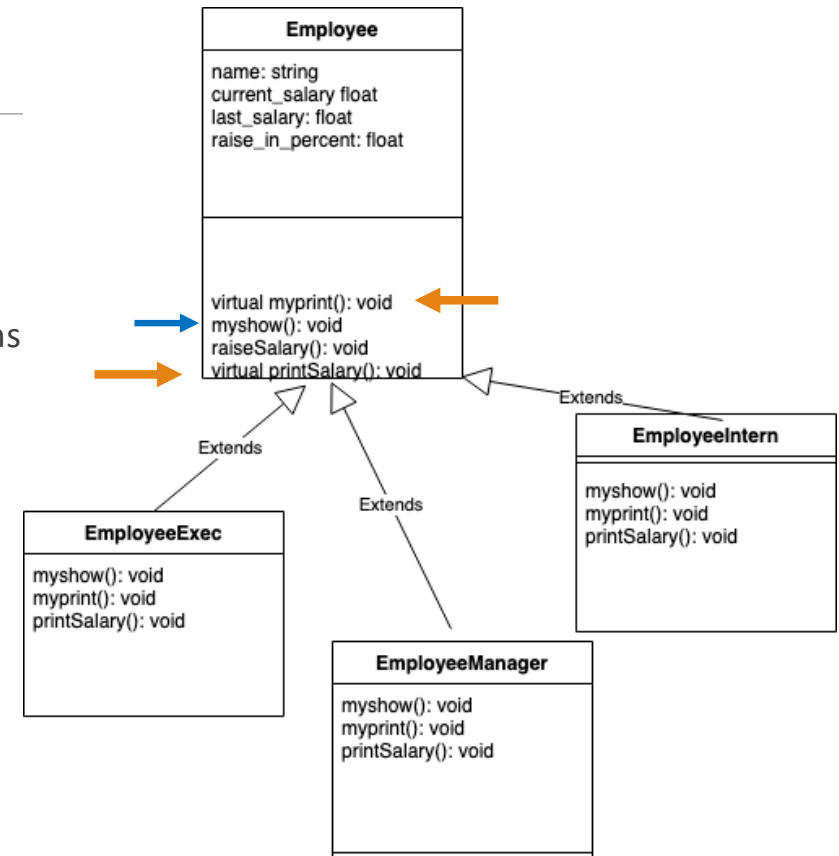 Employee
name: string
current_salary float
last_salary: float
raise_in_percent: float
virtual myprint(): void
myshow(): void
raiseSalary(): void
virtual printSalary(): void
Extends
Extends
Extends
EmployeeIntern
myshow(): void
myprint(): void
printSalary(): void
EmployeeExec
myshow(): void
myprint(): void
printSalary(): void
EmployeeManager
myshow(): void
myprint(): void
printSalary(): void